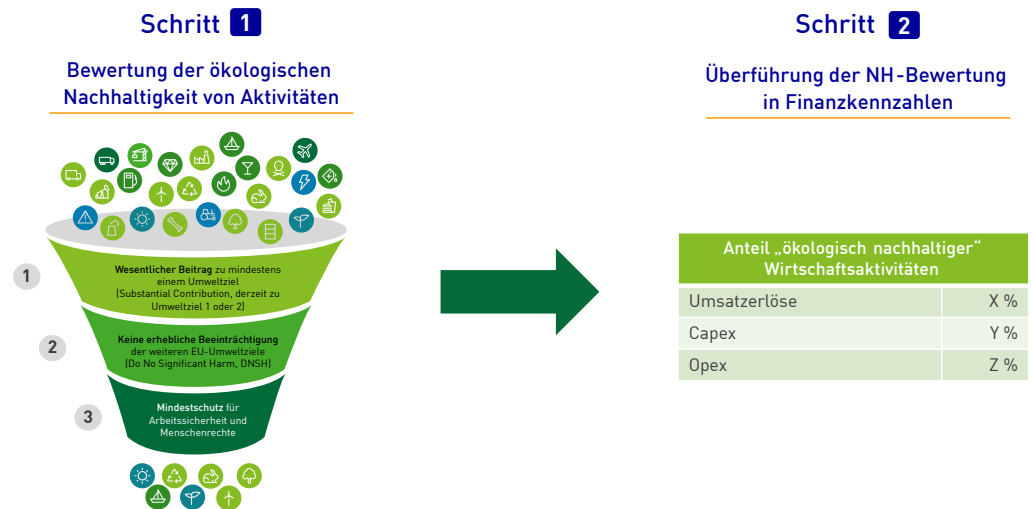 Schritt 1
Bewertung der ökologischen
Nachhaltigkeit von Aktivitäten
1
Wesentlicher Beitrag zu mindestens
einem Umweltziel
(Substantial Contribution, derzeit zu
Umweltziel 1 oder 2)
2
Keine erhebliche Beeinträchtigung
der weiteren EU-Umweltziele
(Do No Significant Harm, DNSH)
3
Mindestschutz für
Arbeitssicherheit und
Menschenrechte
Schritt 2
Überführung der NH-Bewertung
in Finanzkennzahlen
Anteil „ökologisch nachhaltiger“
Wirtschaftsaktivitäten
Umsatzerlöse X %
Capex Y %
Opex Z %